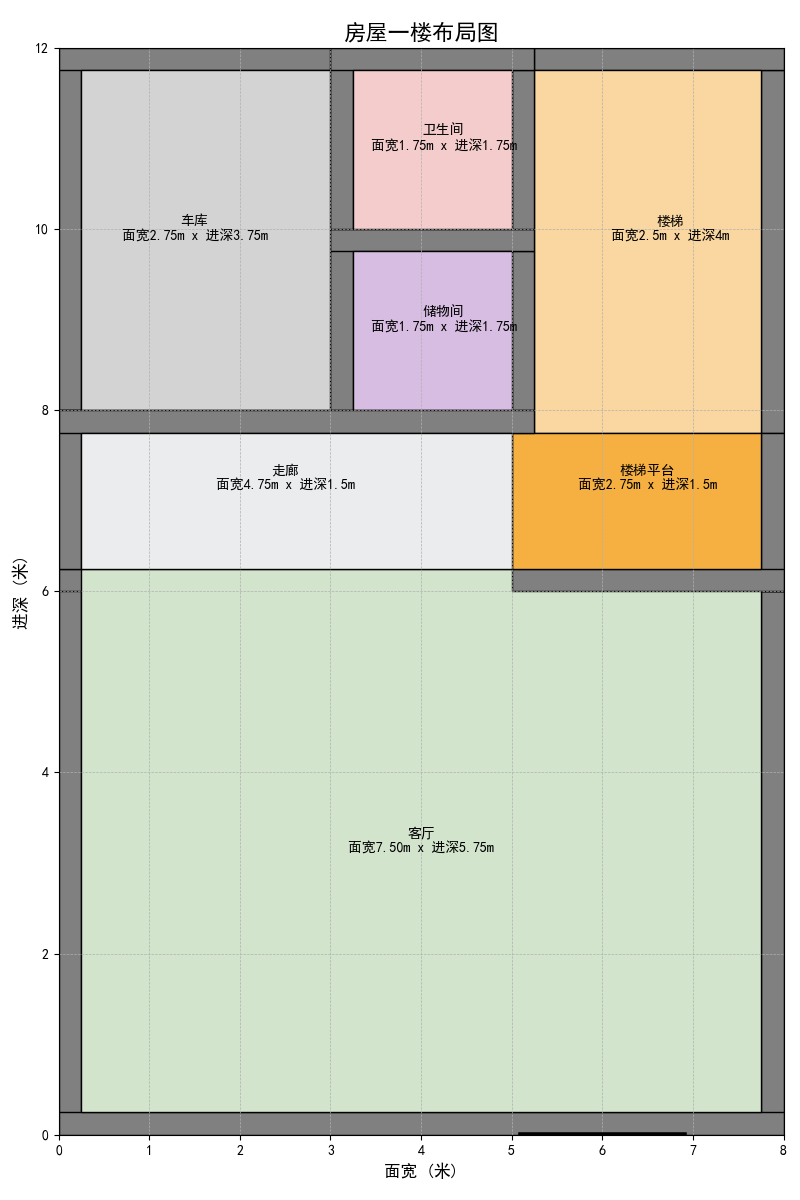 房屋一楼布局图
卫生间
面宽1.75m x 进深1.75m
车库
面宽2.75m x 进深3.75m
楼梯
面宽2.5m x 进深4m
储物间
面宽1.75m x 进深1.75m
走廊
面宽4.75m x 进深1.5m
楼梯平台
面宽2.75m x 进深1.5m
客厅
面宽7.50m x 进深5.75m
进深 (米)
12
10
8
6
4
2
0
0 1 2 3 4 5 6 7 8
面宽 (米)